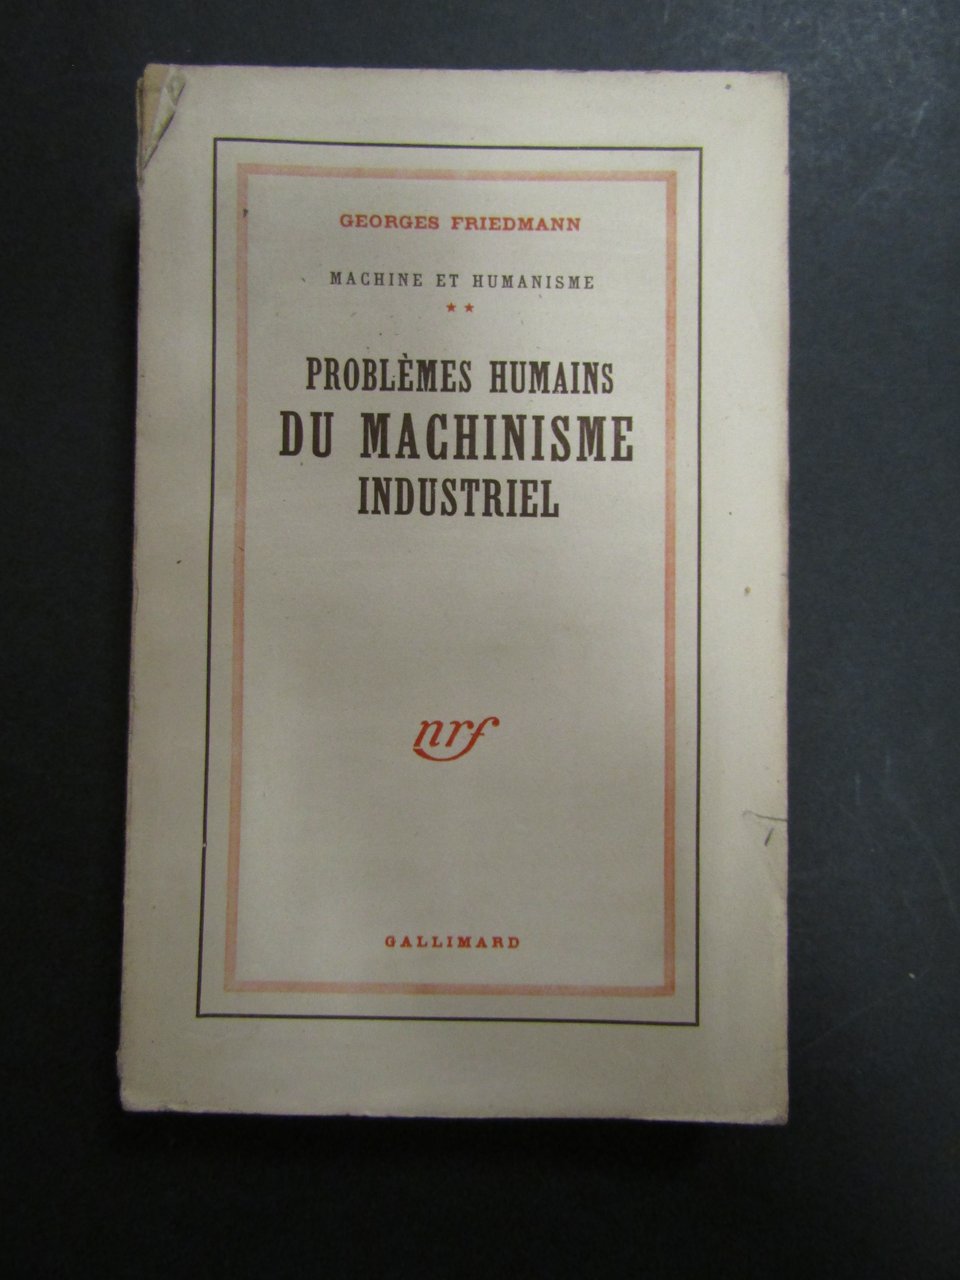 GEORGES FRIEDMANN
MACHINE ET HUMANISME
★ ★
PROBLÈMES HUMAINS
DU MACHINISME
INDUSTRIEL
nrf
GALLIMARD